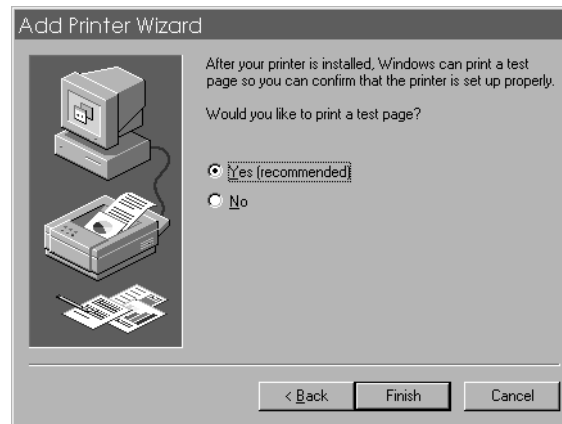 Add Printer Wizard
After your printer is installed, Windows can print a test
page so you can confirm that the printer is set up properly.
Would you like to print a test page?
Yes (recommended)
No
< Back Finish Cancel